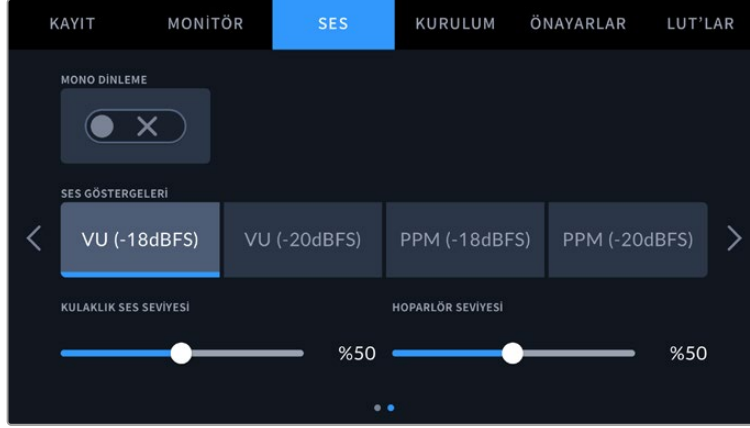 KAYIT MONİTÖR SES KURULUM ÖNAYARLAR LUT'LAR
MONO DİNLEME
SES GÖSTERGELERİ
VU (-18dBFS) VU (-20dBFS) PPM (-18dBFS) PPM (-20dBFS)
KULAKLIK SES SEVİYESİ HOPARLÖR SEVİYESİ
%50 %50